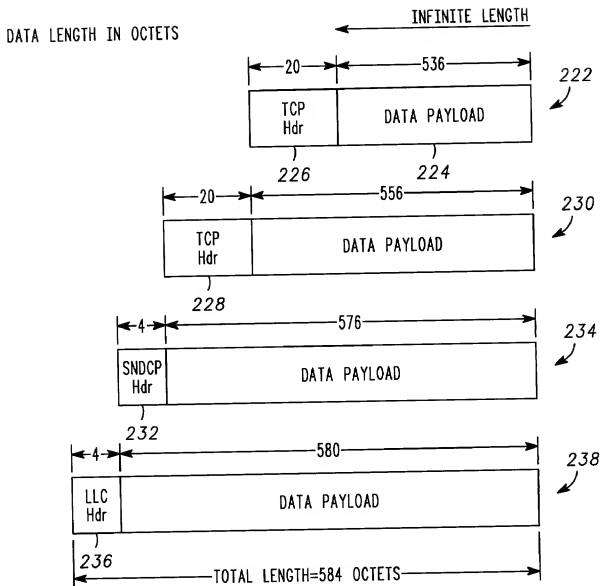 DATA LENGTH IN OCTETS
INFINITE LENGTH
20 536
222
TCP Hdr DATA PAYLOAD
226 224
20 556
230
TCP Hdr DATA PAYLOAD
228
4 576
234
SNDCP Hdr DATA PAYLOAD
232
4 580
238
LLC Hdr DATA PAYLOAD
236
TOTAL LENGTH=584 OCTETS